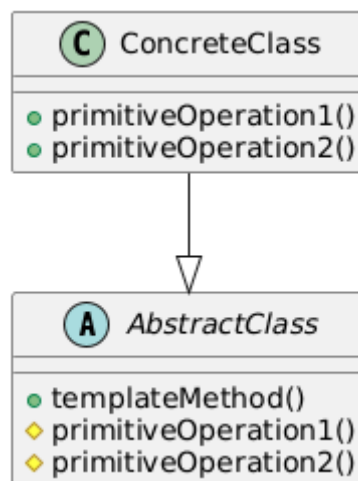 C ConcreteClass
primitiveOperation1()
primitiveOperation2()
A AbstractClass
templateMethod()
primitiveOperation1()
primitiveOperation2()